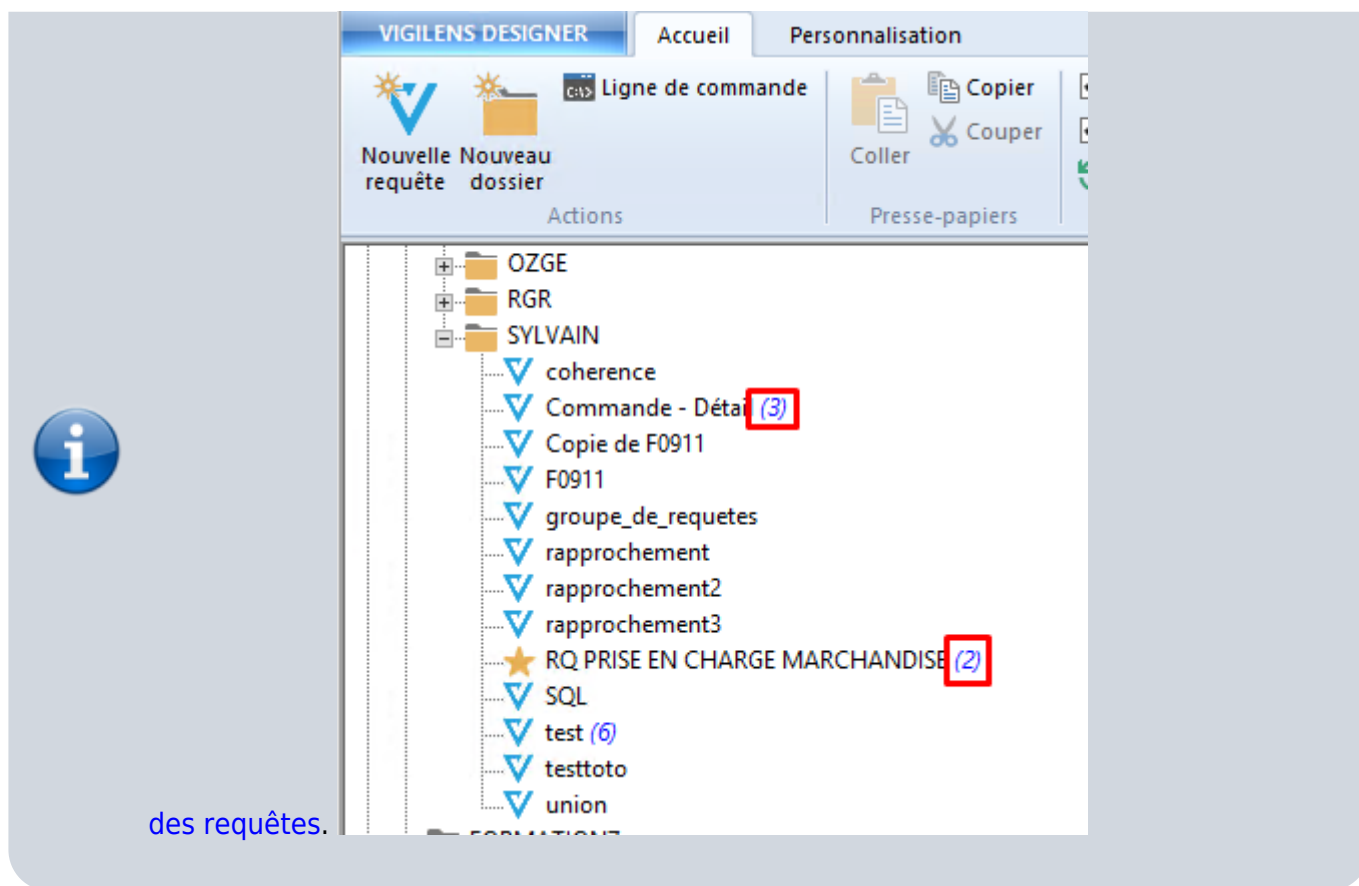 VIGILENS DESIGNER Accueil Personnalisation
Ligne de commande Copier
Couper
Nouvelle requête Nouveau dossier Coller
Actions Presse-papiers
OZGE
RGR
SYLVAIN
coherence
Commande - Détai (3)
Copie de F0911
F0911
groupe_de_requetes
rapprochement
rapprochement2
rapprochement3
RQ PRISE EN CHARGE MARCHANDISE (2)
SQL
test (6)
testtoto
union
des requêtes.